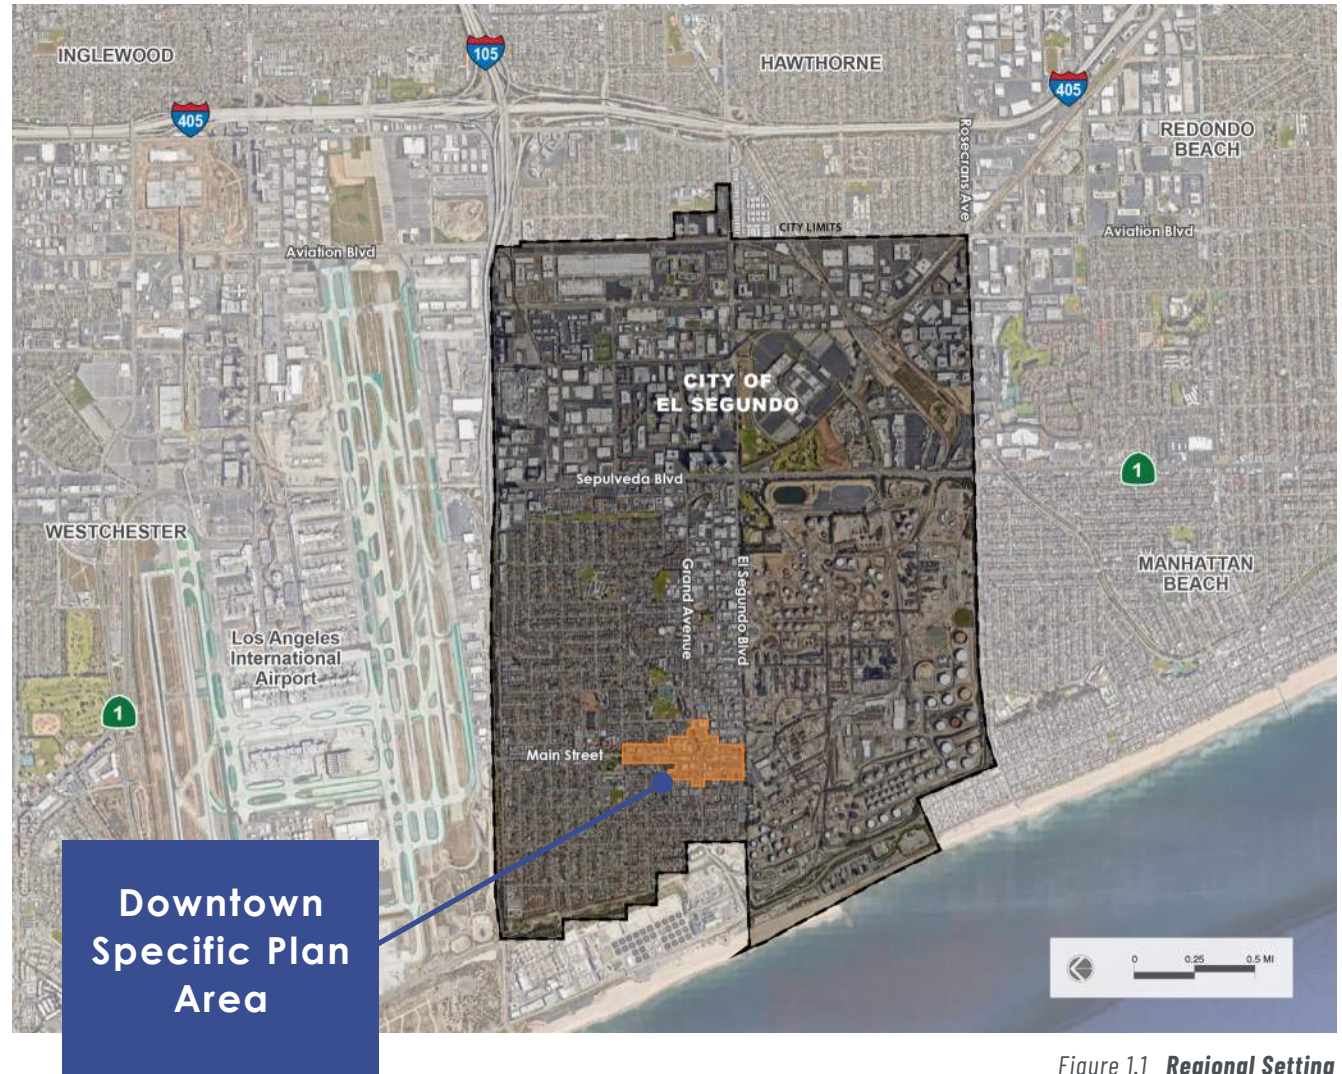 INGLEWOOD
105
HAWTHORNE
405
405
Rosecrans Ave
REDONDO
BEACH
CITY LIMITS
Aviation Blvd
Aviation Blvd
CITY OF
EL SEGUNDO
Sepulveda Blvd
1
WESTCHESTER
Grand Avenue
El Segundo Blvd
MANHATTAN
BEACH
Los Angeles
International
Airport
1
Main Street
Downtown
Specific Plan
Area
0 0.25 0.5 MI
Figure 1.1 Regional Setting